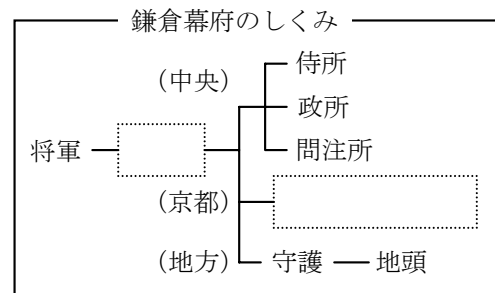 鎌倉幕府のしくみ
侍所
（中央）
政所
将軍
問注所
（京都）
（地方）
守護
地頭